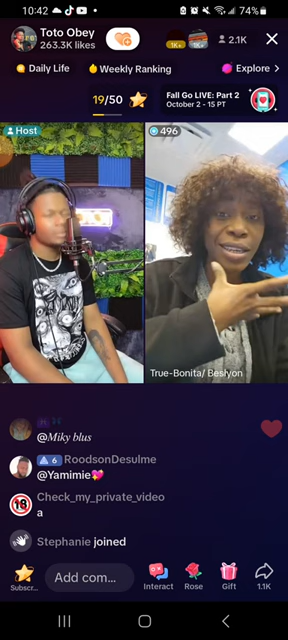 10:42
74%
Toto Obey
263.3K likes
1K+
2.1K
Daily Life
Weekly Ranking
Explore >
19/50
Fall Go LIVE: Part 2
October 2 - 15 PT
Host
496
True-Bonita/ Beslyon
@Miky blus
6 RoodsonDesulme
@Yamimie💖
Check_my_private_video
a
Stephanie joined
Subscr...
Add com...
Interact
Rose
Gift
1.1K